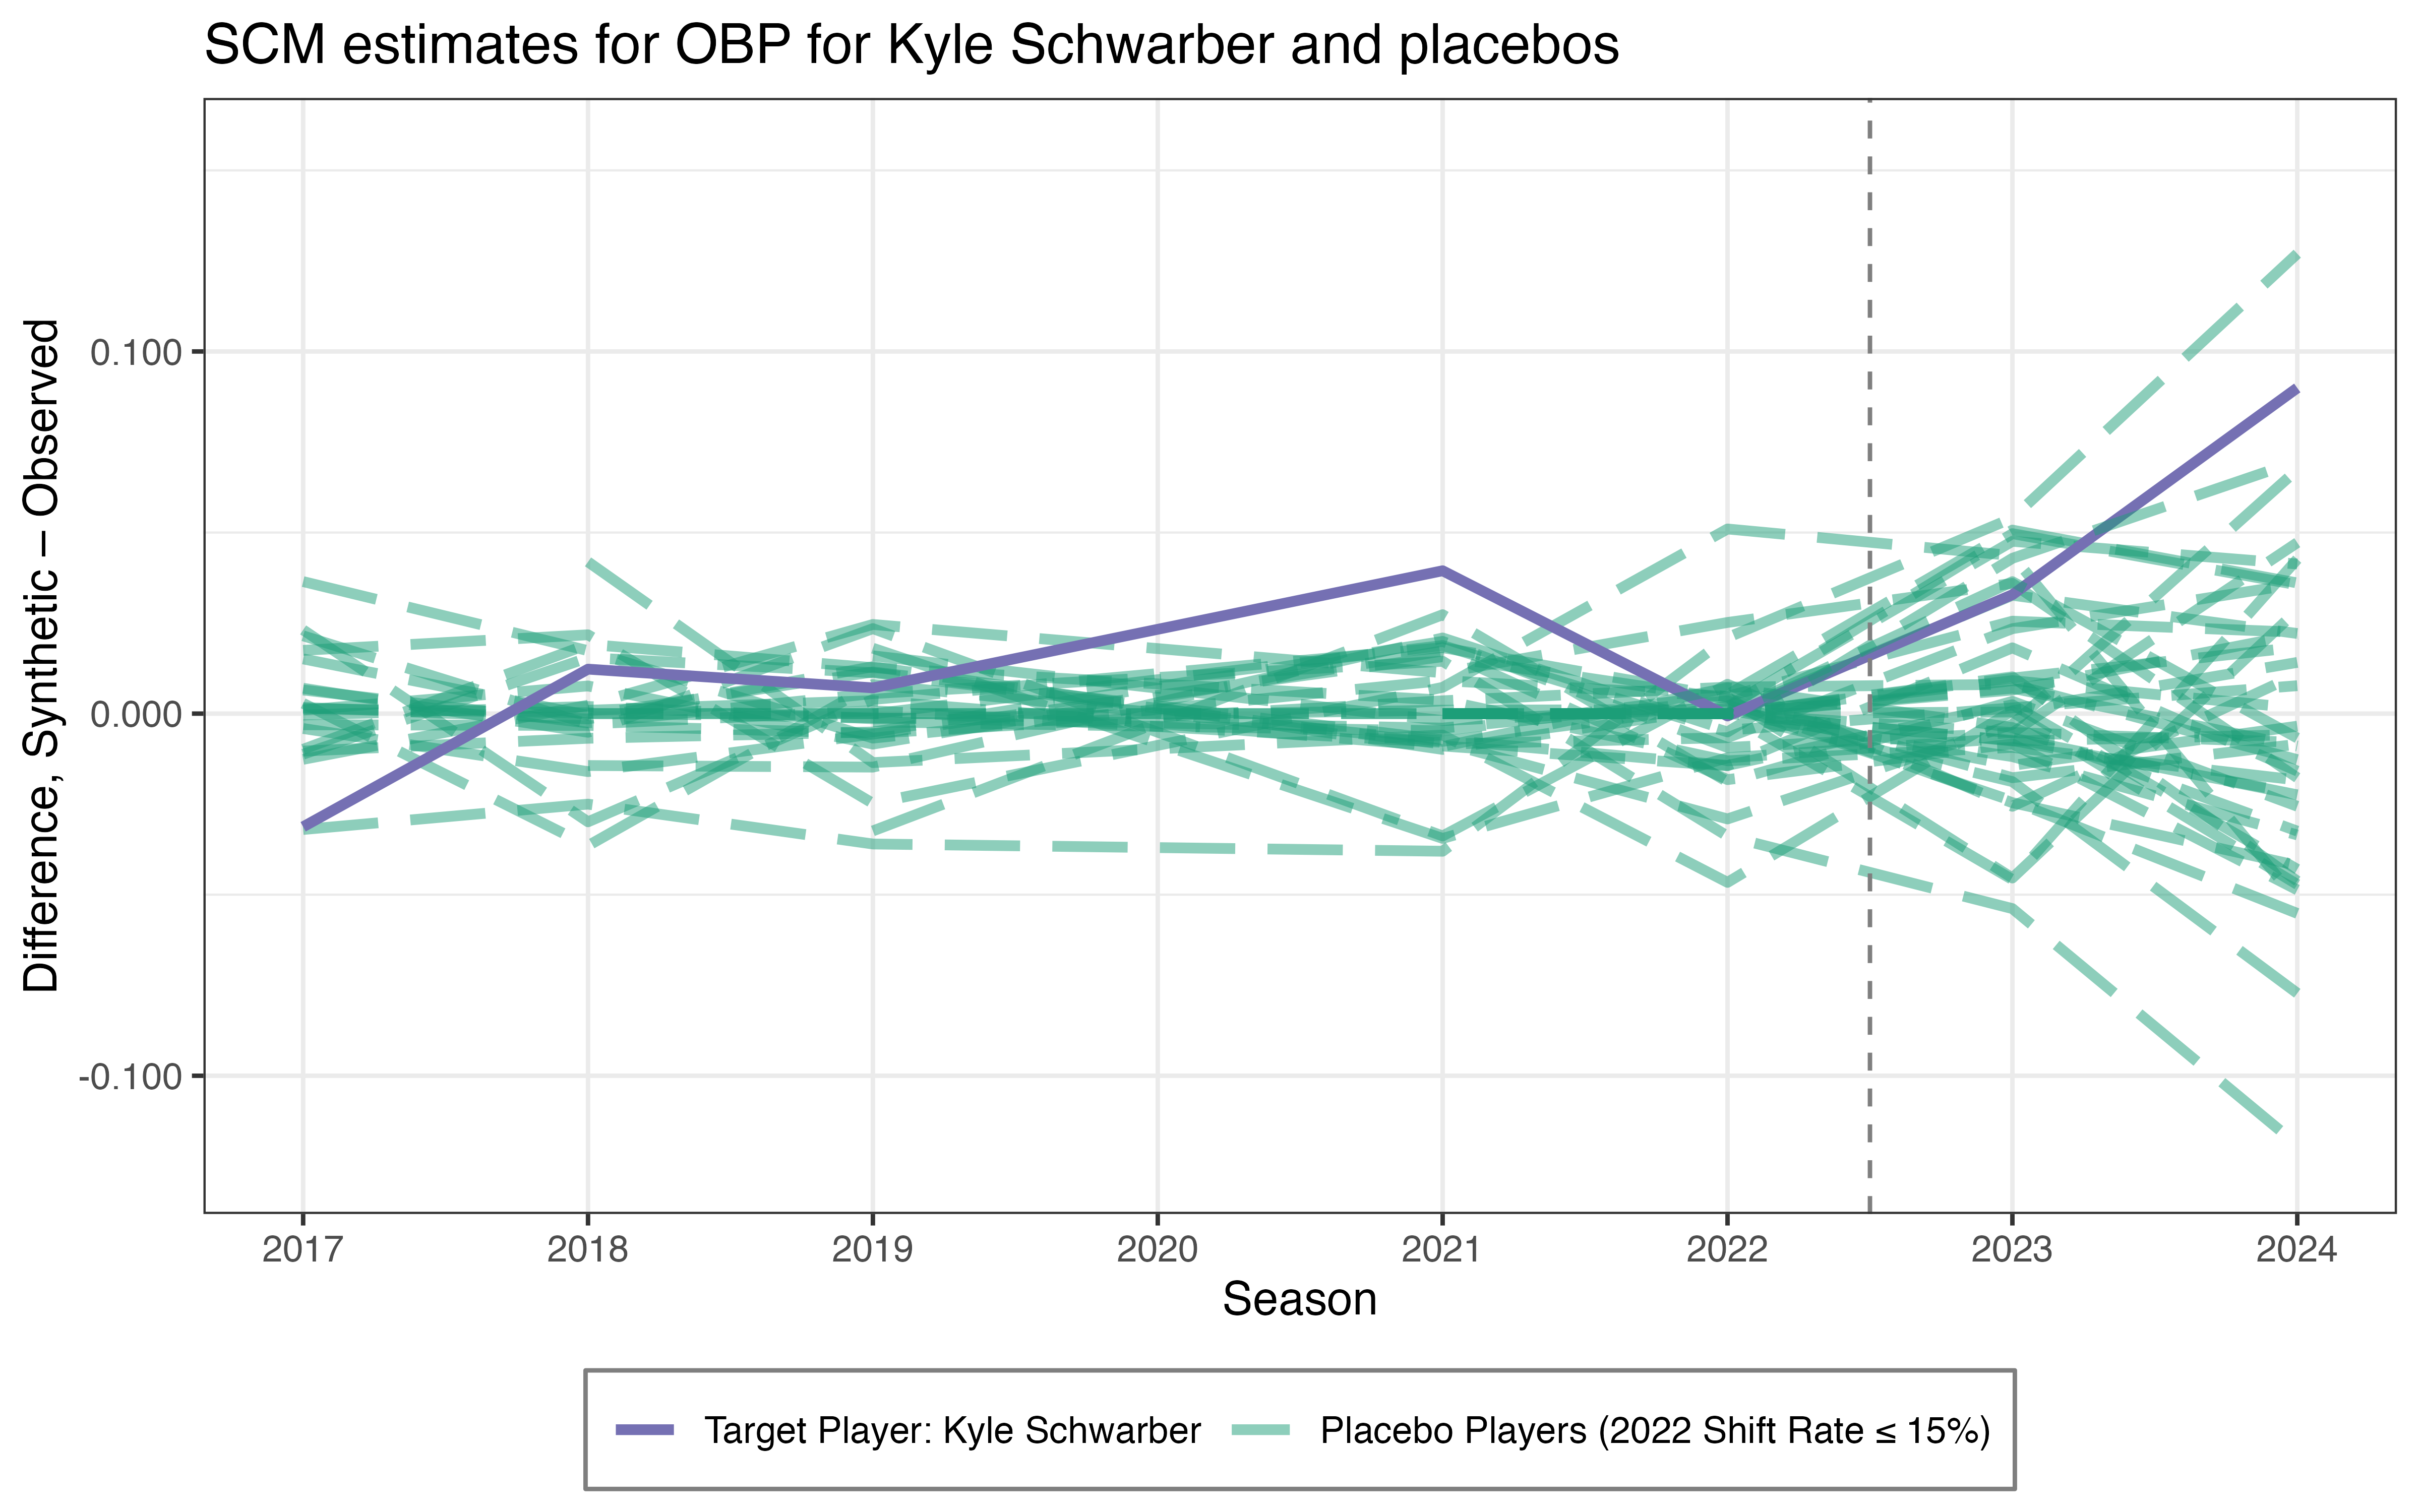 SCM estimates for OBP for Kyle Schwarber and placebos
Difference, Synthetic – Observed
0.100
0.000
-0.100
2017 2018 2019 2020 2021 2022 2023 2024
Season
Target Player: Kyle Schwarber Placebo Players (2022 Shift Rate ≤ 15%)